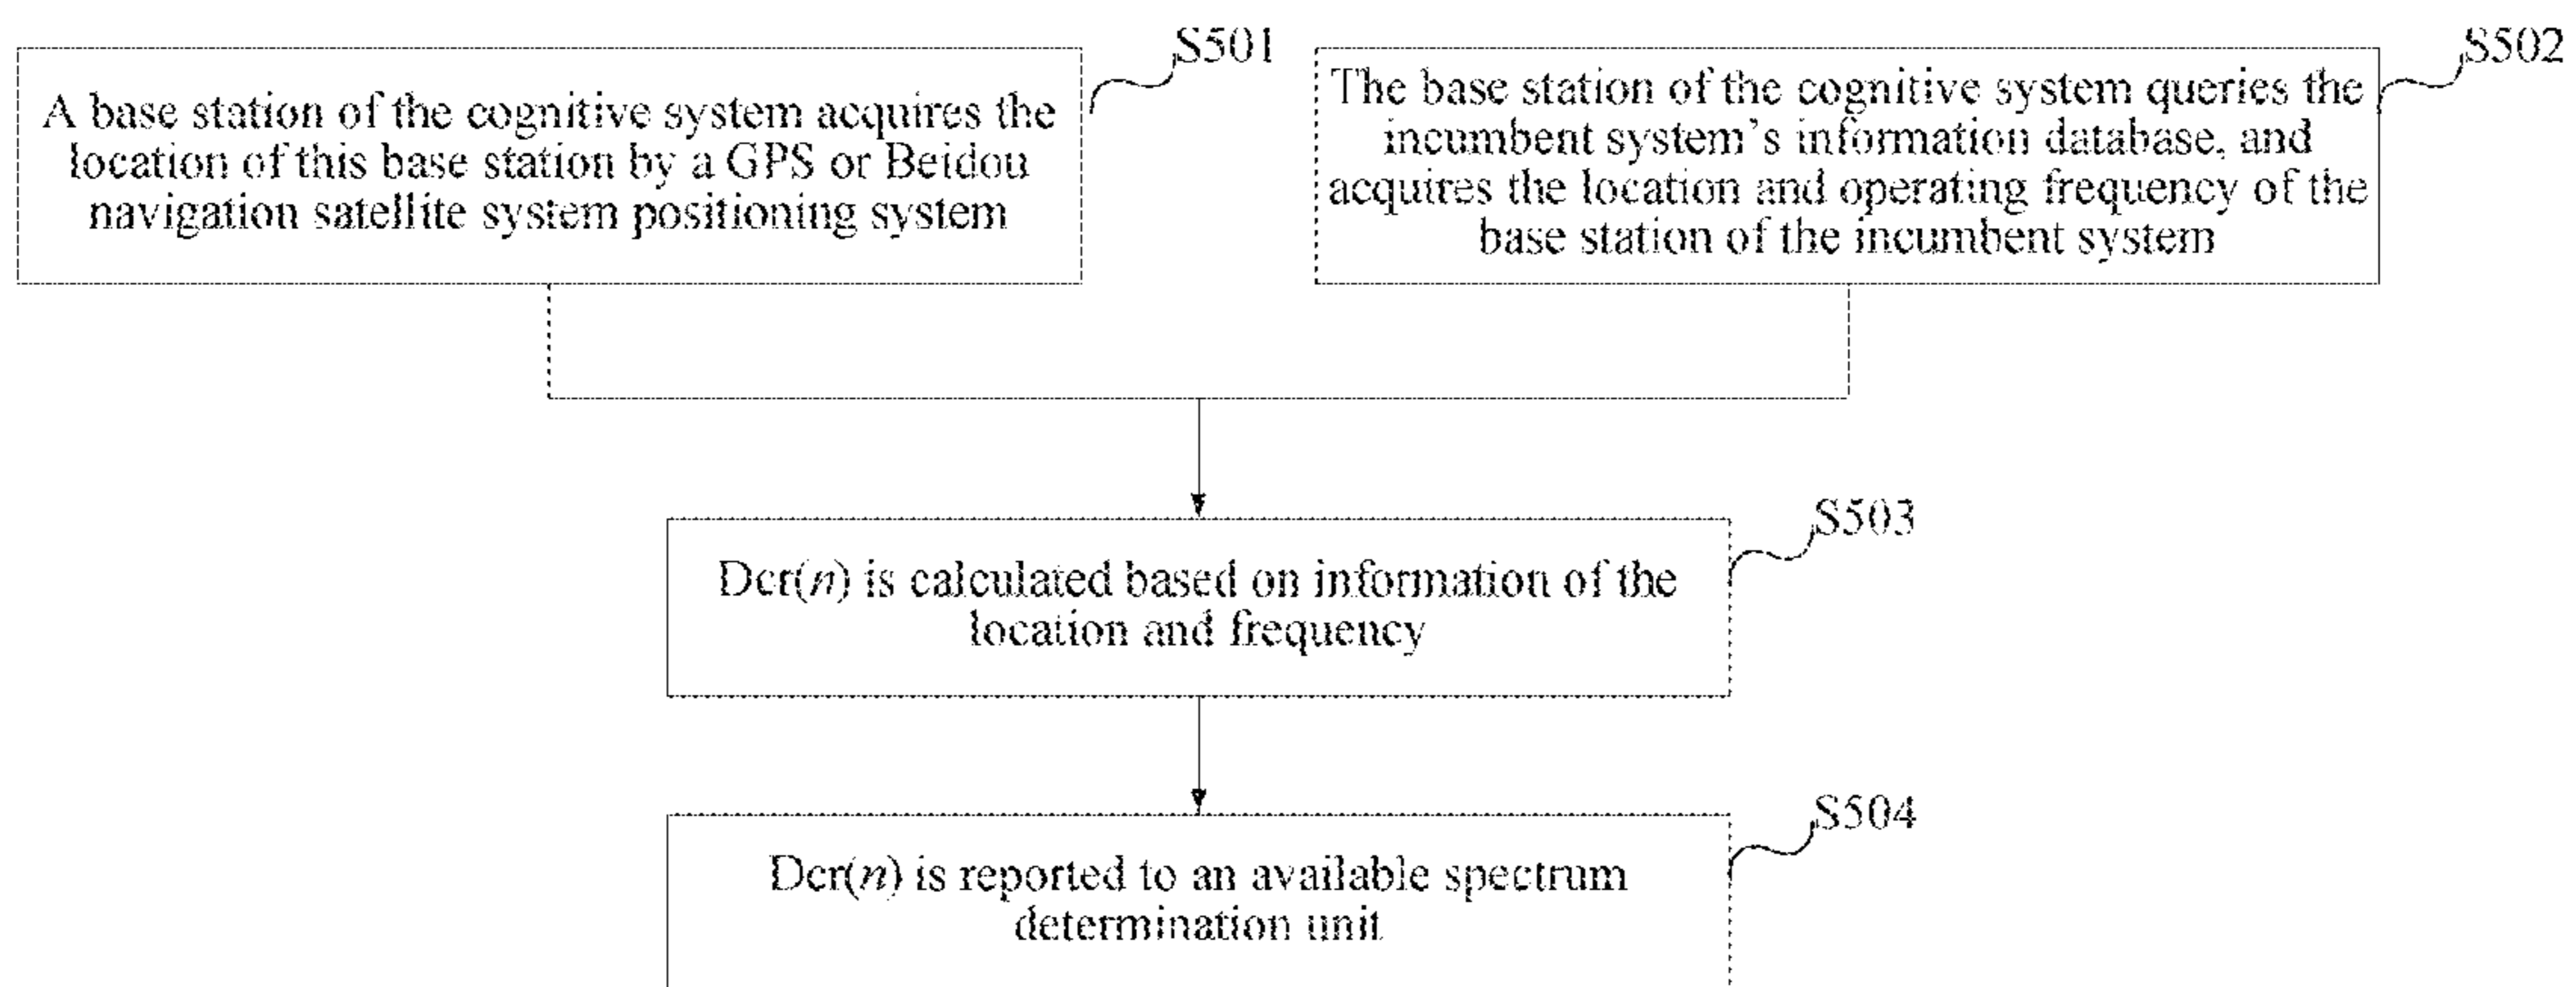 S501
A base station of the cognitive system acquires the
location of this base station by a GPS or Beidou
navigation satellite system positioning system
S502
The base station of the cognitive system queries the
incumbent system's information database, and
acquires the location and operating frequency of the
base station of the incumbent system
S503
Dcr(n) is calculated based on information of the
location and frequency
S504
Dcr(n) is reported to an available spectrum
determination unit